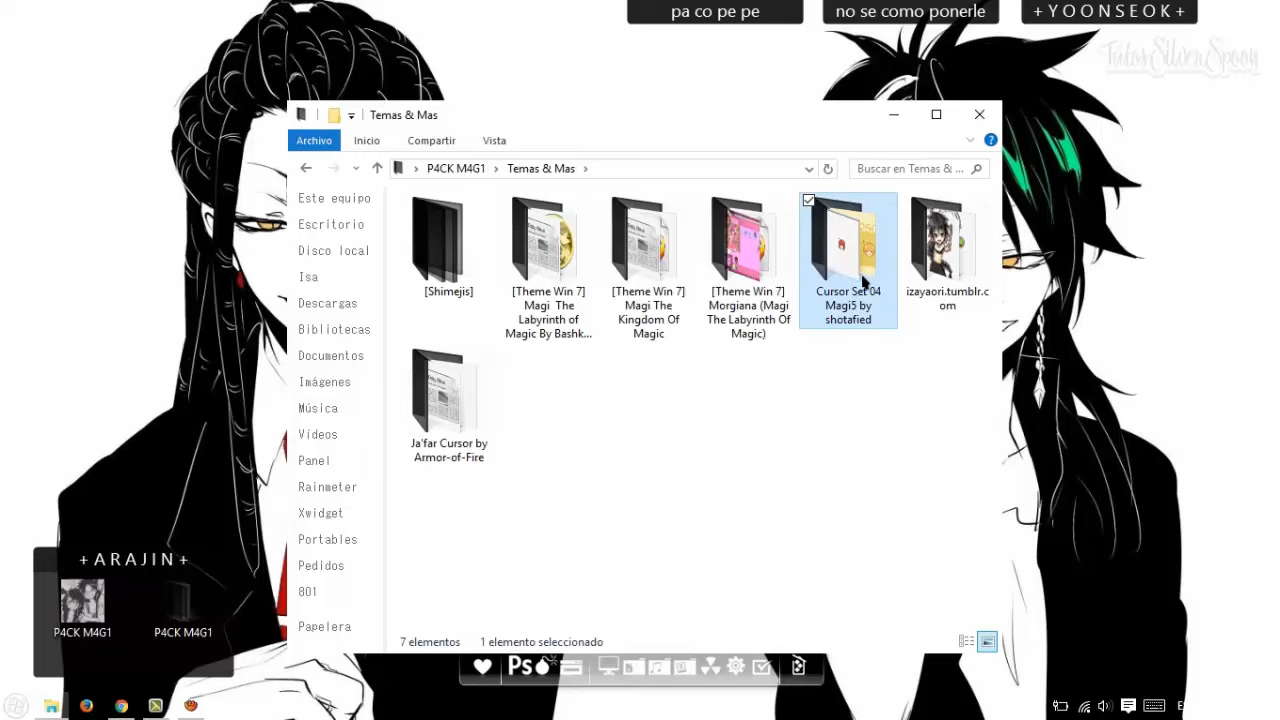 pa co pe pe
no se como ponerle
+ Y O O N S E O K +
TutosSilverSpoon
Temas & Mas
Archivo
Inicio
Compartir
Vista
P4CK M4G1 > Temas & Mas >
Buscar en Temas & ...
Este equipo
Escritorio
Disco local
Isa
Descargas
Bibliotecas
Documentos
Imágenes
Música
Vídeos
Panel
Rainmeter
Xwidget
Portables
Pedidos
801
Papelera
[Shimejis]
[Theme Win 7]
Magi The
Labyrinth of
Magic By Bashk...
[Theme Win 7]
Magi The
Kingdom Of
Magic
[Theme Win 7]
Morgiana (Magi
The Labyrinth Of
Magic)
Cursor Set 04
Magi5 by
shotafied
izayaori.tumblr.c
om
Ja'far Cursor by
Armor-of-Fire
7 elementos
1 elemento seleccionado
+ A R A J I N +
P4CK M4G1
P4CK M4G1
Ps